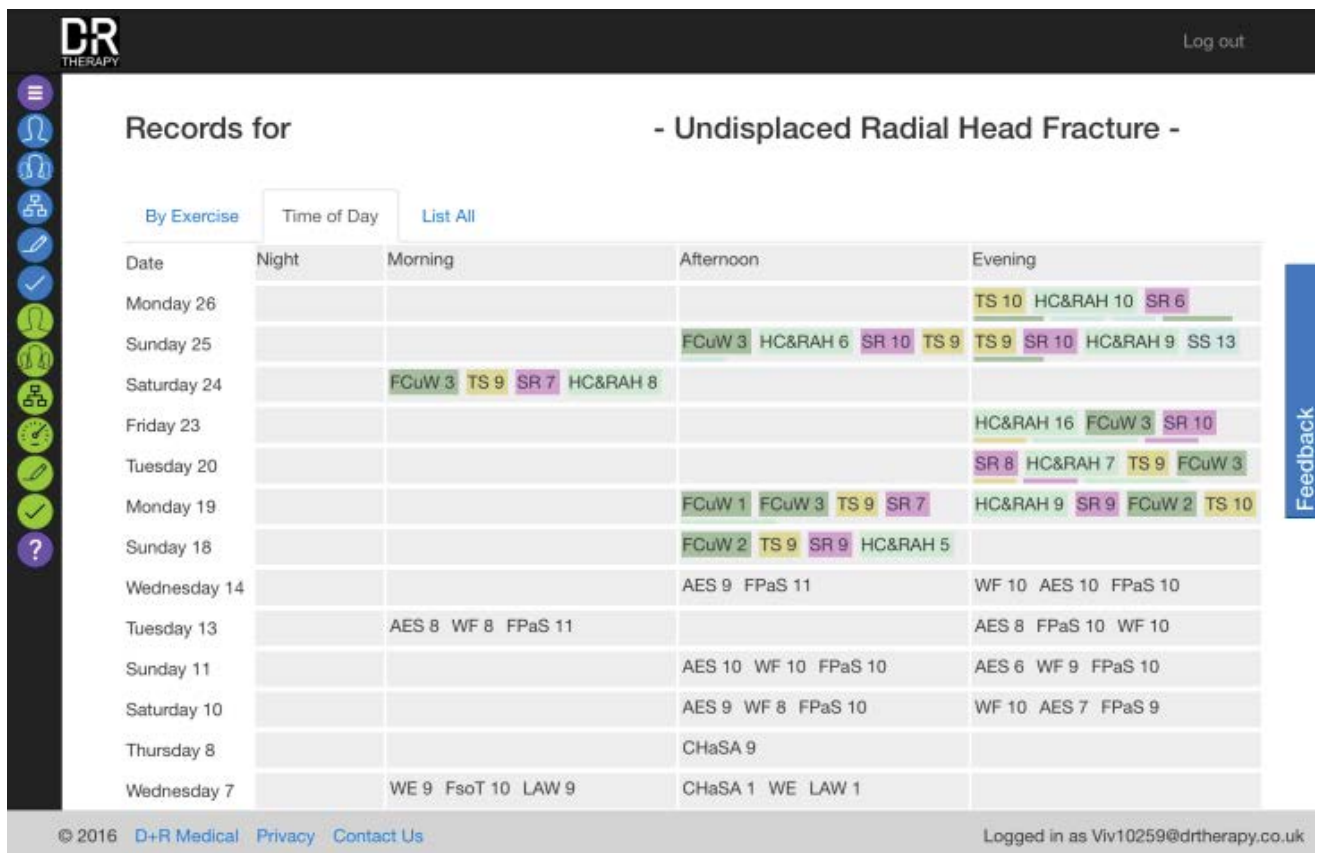 D+R
THERAPY
Log out
Records for - Undisplaced Radial Head Fracture -
By Exercise Time of Day List All
Date Night Morning Afternoon Evening
Monday 26 TS 10 HC&RAH 10 SR 6
Sunday 25 FCuW 3 HC&RAH 6 SR 10 TS 9 TS 9 SR 10 HC&RAH 9 SS 13
Saturday 24 FCuW 3 TS 9 SR 7 HC&RAH 8
Friday 23 HC&RAH 16 FCuW 3 SR 10
Tuesday 20 SR 8 HC&RAH 7 TS 9 FCuW 3
Monday 19 FCuW 1 FCuW 3 TS 9 SR 7 HC&RAH 9 SR 9 FCuW 2 TS 10
Sunday 18 FCuW 2 TS 9 SR 9 HC&RAH 5
Wednesday 14 AES 9 FPaS 11 WF 10 AES 10 FPaS 10
Tuesday 13 AES 8 WF 8 FPaS 11 AES 8 FPaS 10 WF 10
Sunday 11 AES 10 WF 10 FPaS 10 AES 6 WF 9 FPaS 10
Saturday 10 AES 9 WF 8 FPaS 10 WF 10 AES 7 FPaS 9
Thursday 8 CHaSA 9
Wednesday 7 WE 9 FsoT 10 LAW 9 CHaSA 1 WE LAW 1
Feedback
?
© 2016 D+R Medical Privacy Contact Us Logged in as Viv10259@drtherapy.co.uk